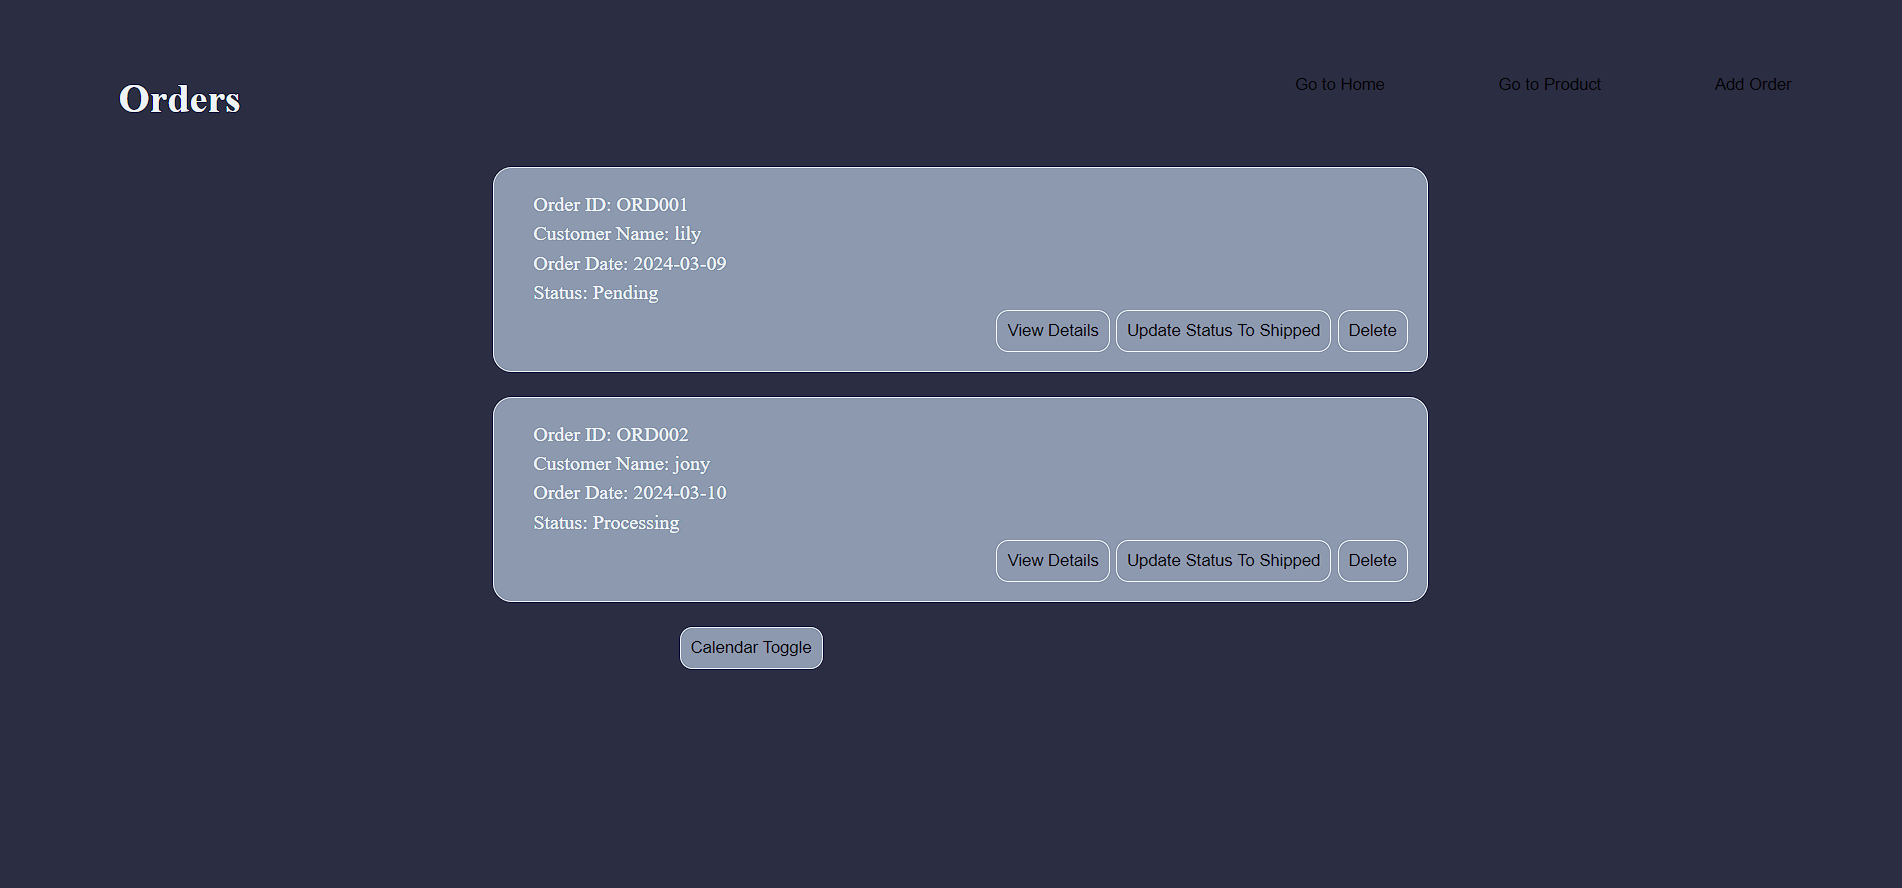 Orders
Go to Home
Go to Product
Add Order
Order ID: ORD001
Customer Name: lily
Order Date: 2024-03-09
Status: Pending
View Details
Update Status To Shipped
Delete
Order ID: ORD002
Customer Name: jony
Order Date: 2024-03-10
Status: Processing
View Details
Update Status To Shipped
Delete
Calendar Toggle